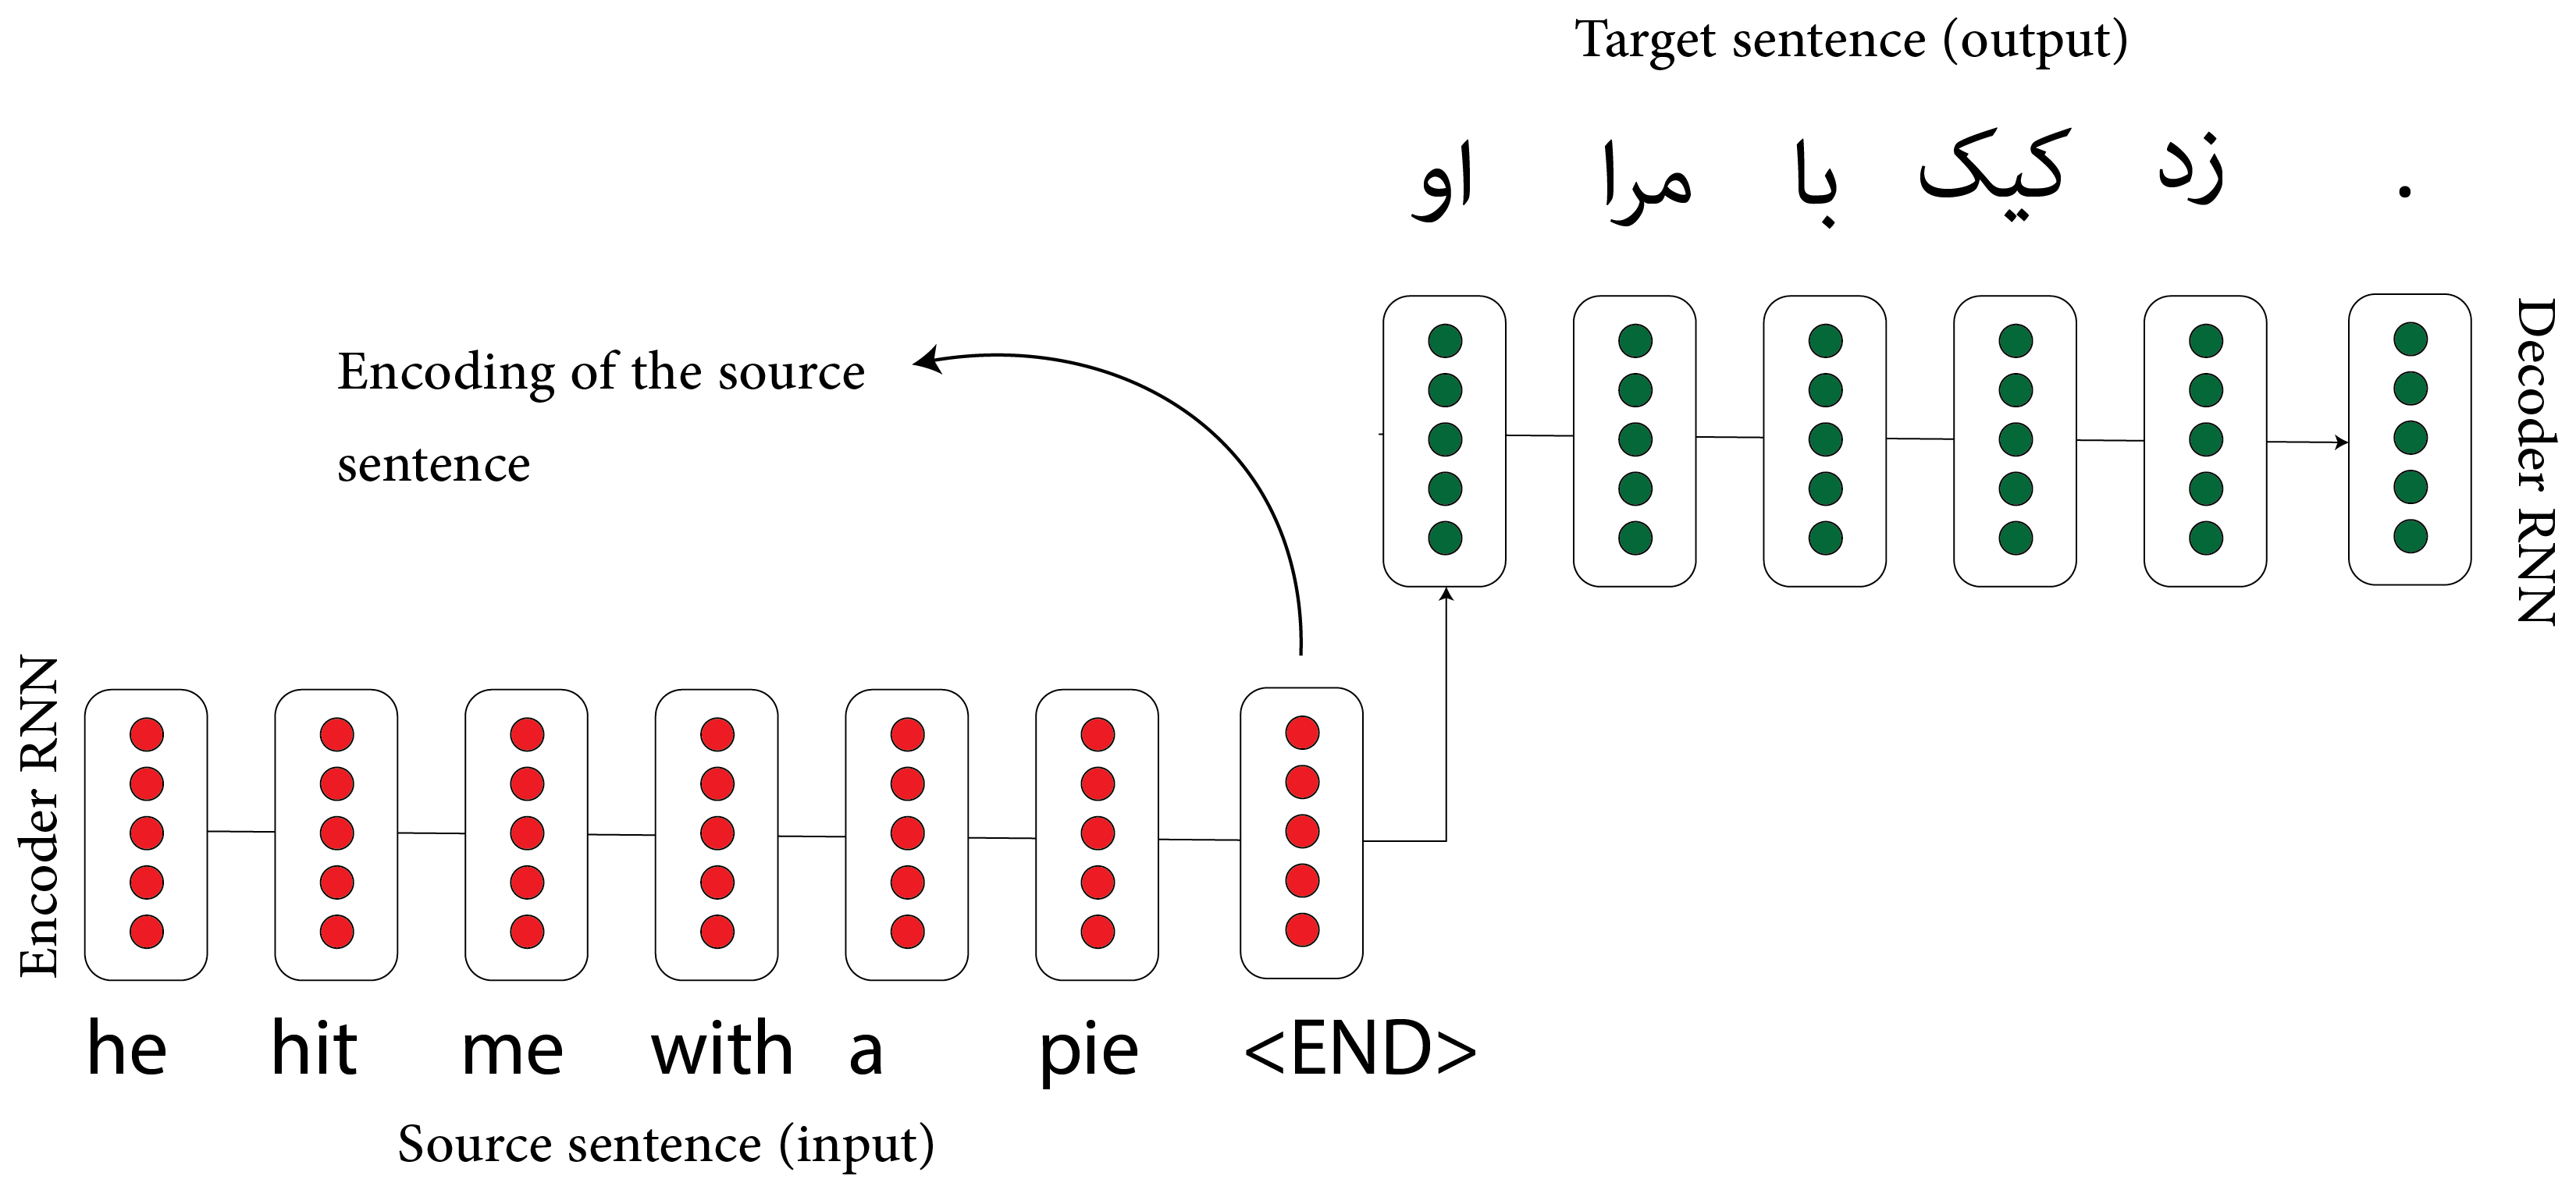 Target sentence (output)
او مرا با کیک زد .
Encoding of the source
sentence
Decoder RNN
Encoder RNN
he hit me with a pie <END>
Source sentence (input)